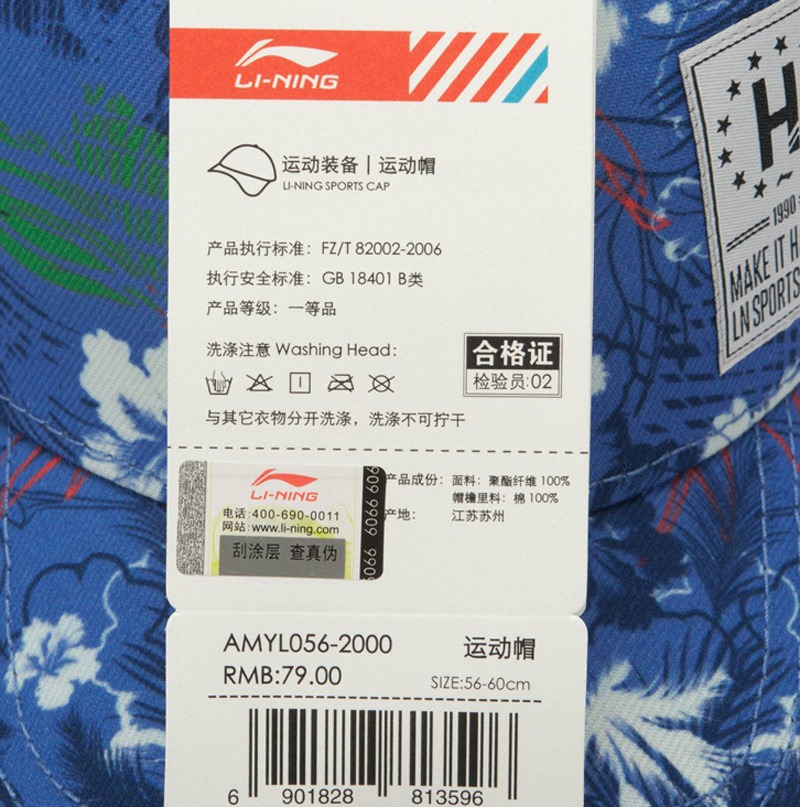 LI-NING
运动装备 | 运动帽
LI-NING SPORTS CAP
产品执行标准: FZ/T 82002-2006
执行安全标准: GB 18401 B类
产品等级: 一等品
洗涤注意 Washing Head:
合格证
检验员:02
与其它衣物分开洗涤，洗涤不可拧干
LI-NING
电话:400-690-0011
网站:www.li-ning.com
刮涂层 查真伪
6066 6066 606
产品成份: 面料: 聚酯纤维 100%
帽檐里料: 棉 100%
产地: 江苏苏州
AMYL056-2000 运动帽
RMB:79.00 SIZE:56-60cm
6 901828 813596
H
1990
MAKE IT H
LN SPORTS